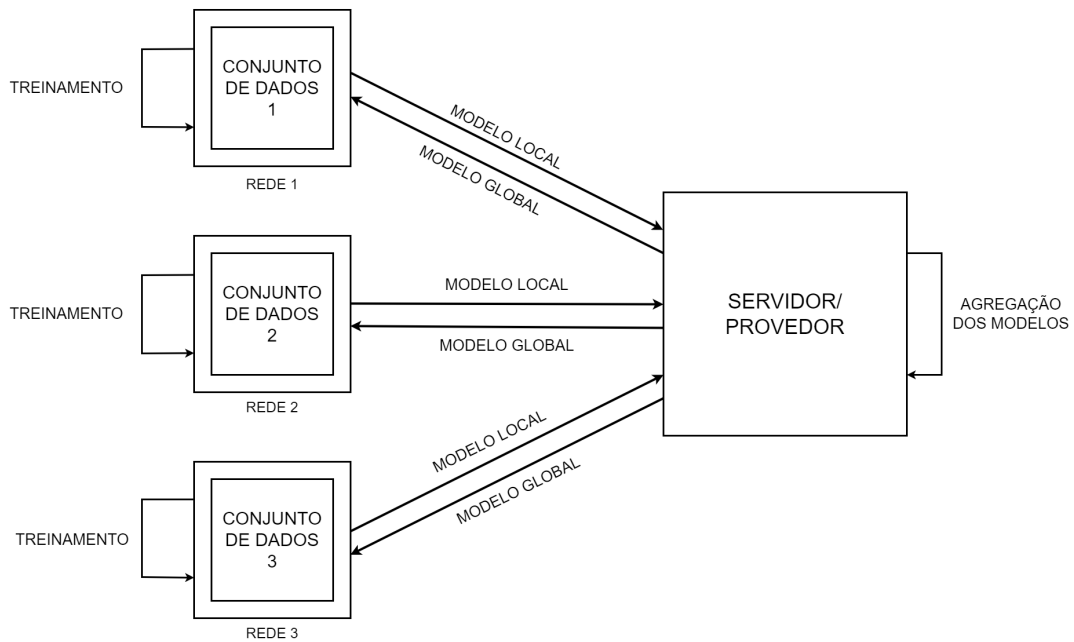 CONJUNTO
DE DADOS
1
TREINAMENTO
REDE 1
MODELO LOCAL
MODELO GLOBAL
CONJUNTO
DE DADOS
2
TREINAMENTO
REDE 2
MODELO LOCAL
MODELO GLOBAL
SERVIDOR/
PROVEDOR
AGREGAÇÃO
DOS MODELOS
CONJUNTO
DE DADOS
3
TREINAMENTO
REDE 3
MODELO LOCAL
MODELO GLOBAL